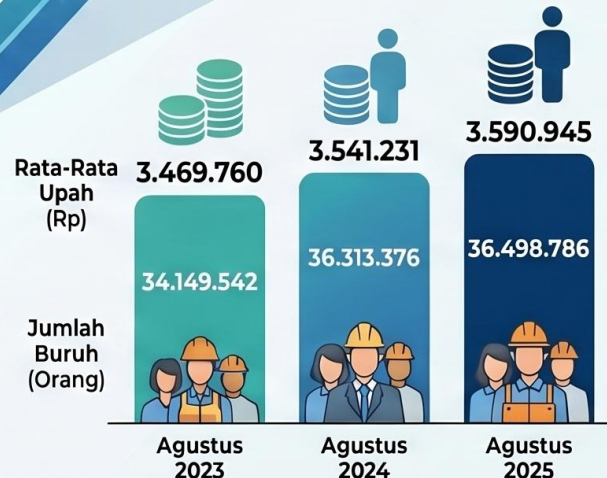 3.590.945
3.541.231
3.469.760
Rata-Rata
Upah
(Rp)
34.149.542
36.313.376
36.498.786
Jumlah
Buruh
(Orang)
Agustus
2023
Agustus
2024
Agustus
2025